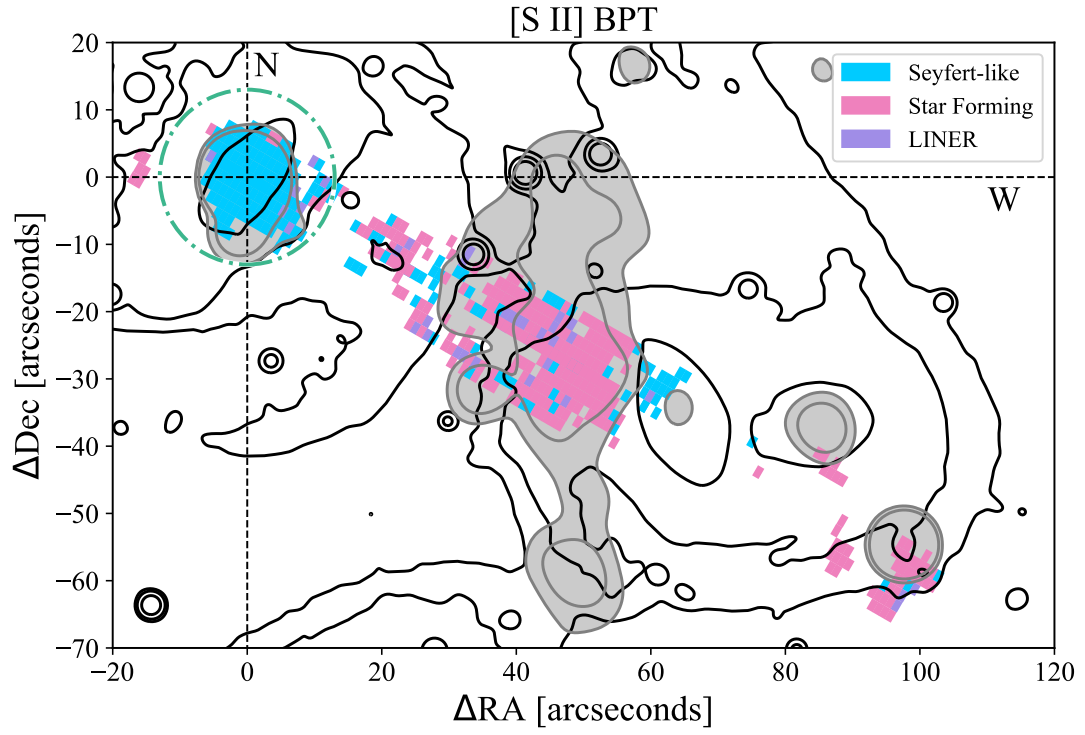 [S II] BPT
N
W
Seyfert-like
Star Forming
LINER
20
10
0
−10
−20
−30
−40
−50
−60
−70
ΔDec [arcseconds]
−20 0 20 40 60 80 100 120
ΔRA [arcseconds]